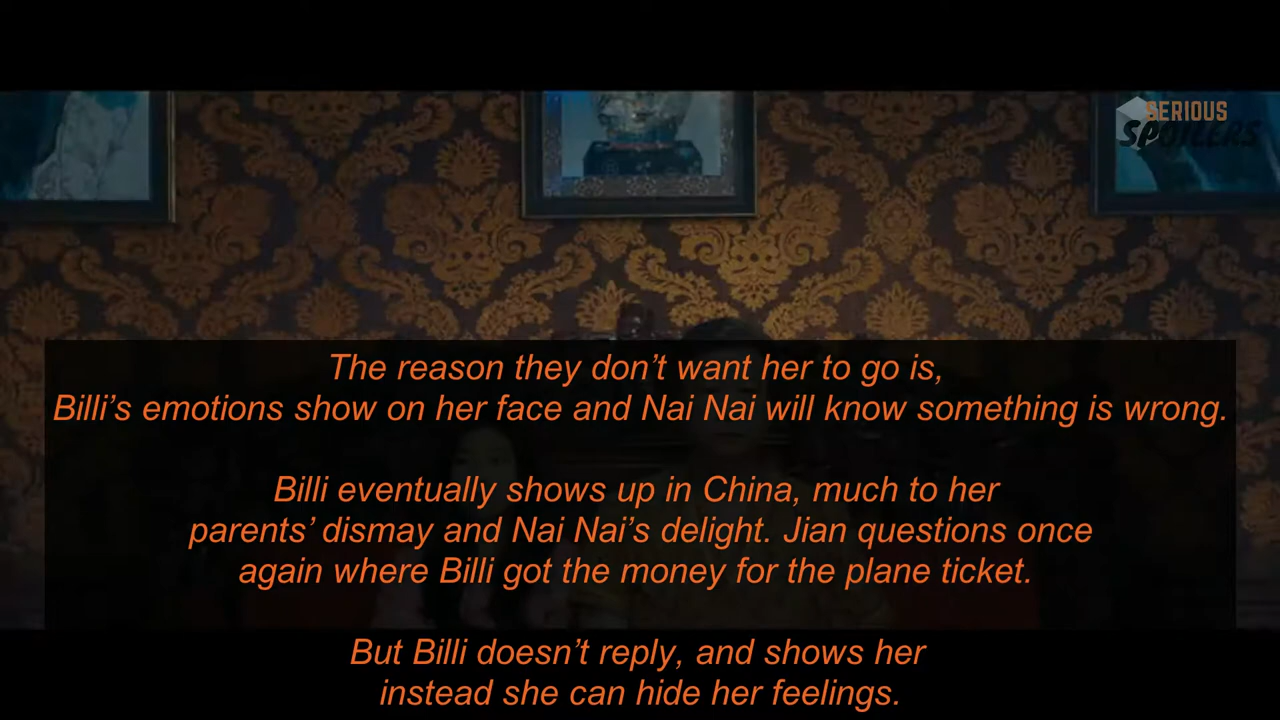 SERIOUS
SPOILERS
The reason they don’t want her to go is,
Billi’s emotions show on her face and Nai Nai will know something is wrong.
Billi eventually shows up in China, much to her
parents’ dismay and Nai Nai’s delight. Jian questions once
again where Billi got the money for the plane ticket.
But Billi doesn’t reply, and shows her
instead she can hide her feelings.